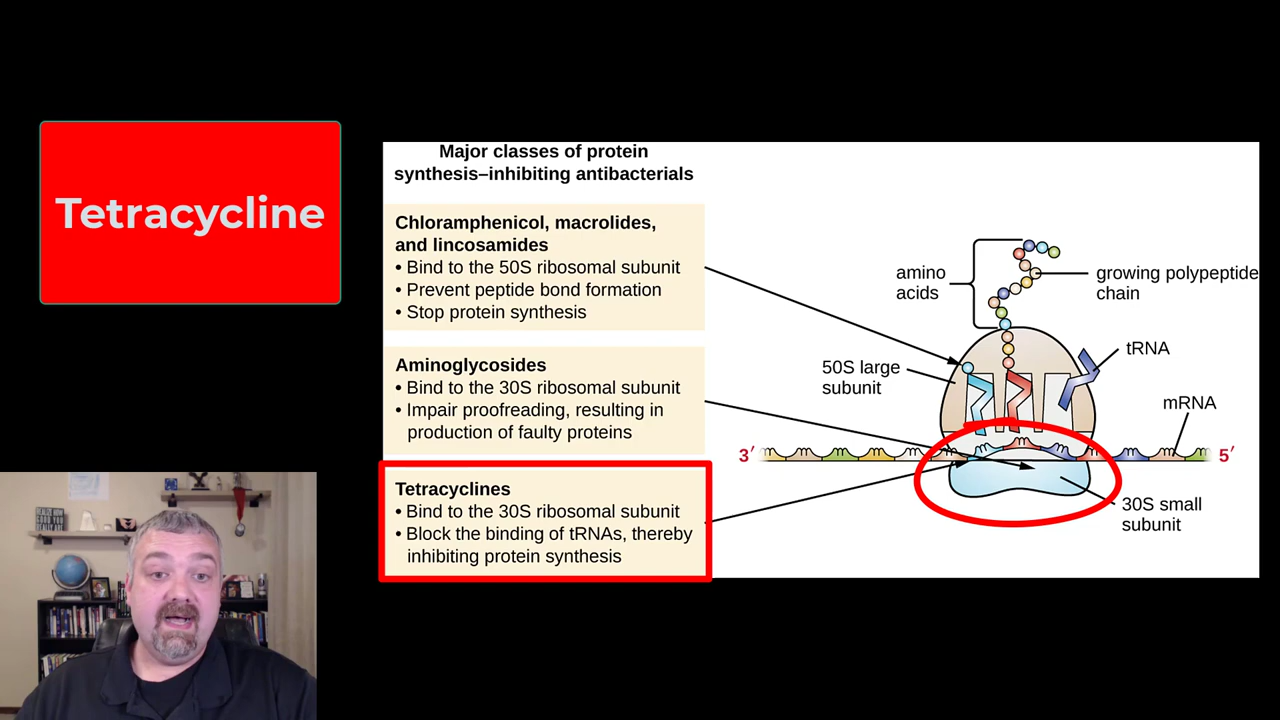 Tetracycline
Major classes of protein
synthesis–inhibiting antibacterials
Chloramphenicol, macrolides,
and lincosamides
• Bind to the 50S ribosomal subunit
• Prevent peptide bond formation
• Stop protein synthesis
Aminoglycosides
• Bind to the 30S ribosomal subunit
• Impair proofreading, resulting in
production of faulty proteins
Tetracyclines
• Bind to the 30S ribosomal subunit
• Block the binding of tRNAs, thereby
inhibiting protein synthesis
amino
acids
growing polypeptide
chain
50S large
subunit
tRNA
mRNA
3′
5′
30S small
subunit